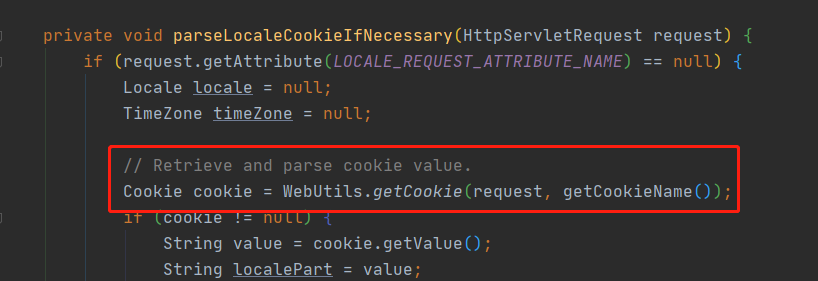 private void parseLocaleCookieIfNecessary(HttpServletRequest request) {
if (request.getAttribute(LOCALE_REQUEST_ATTRIBUTE_NAME) == null) {
Locale locale = null;
TimeZone timeZone = null;
// Retrieve and parse cookie value.
Cookie cookie = WebUtils.getCookie(request, getCookieName());
if (cookie != null) {
String value = cookie.getValue();
String localePart = value;